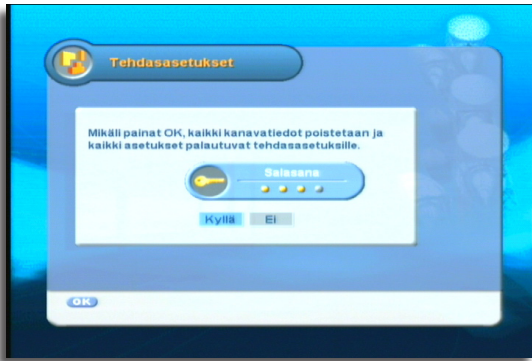 Tehdasasetukset
Mikäli painat OK, kaikki kanavatiedot poistetaan ja
kaikki asetukset palautuvat tehdasasetuksille.
Salasana
Kyllä Ei
OK